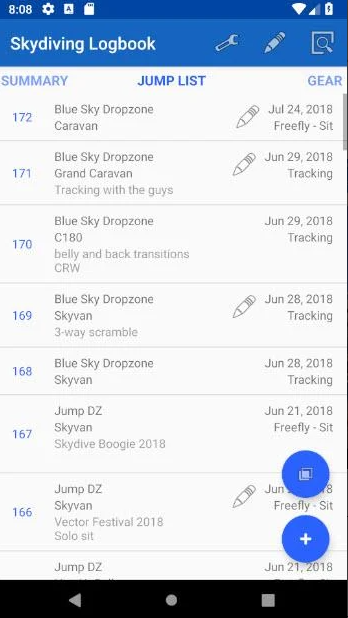 8:08
Skydiving Logbook
SUMMARY JUMP LIST GEAR
172 Blue Sky Dropzone Jul 24, 2018
Caravan Freefly - Sit
171 Blue Sky Dropzone Jun 29, 2018
Grand Caravan Tracking
Tracking with the guys
170 Blue Sky Dropzone Jun 29, 2018
C180 Tracking
belly and back transitions
CRW
169 Blue Sky Dropzone Jun 28, 2018
Skyvan Tracking
3-way scramble
168 Blue Sky Dropzone Jun 28, 2018
Skyvan Tracking
167 Jump DZ Jun 21, 2018
Skyvan Freefly - Sit
Skydive Boogie 2018
166 Jump DZ Jun
Skyvan Freefly - Sit
Vector Festival 2018
Solo sit
Jump DZ Jun 21, 2018